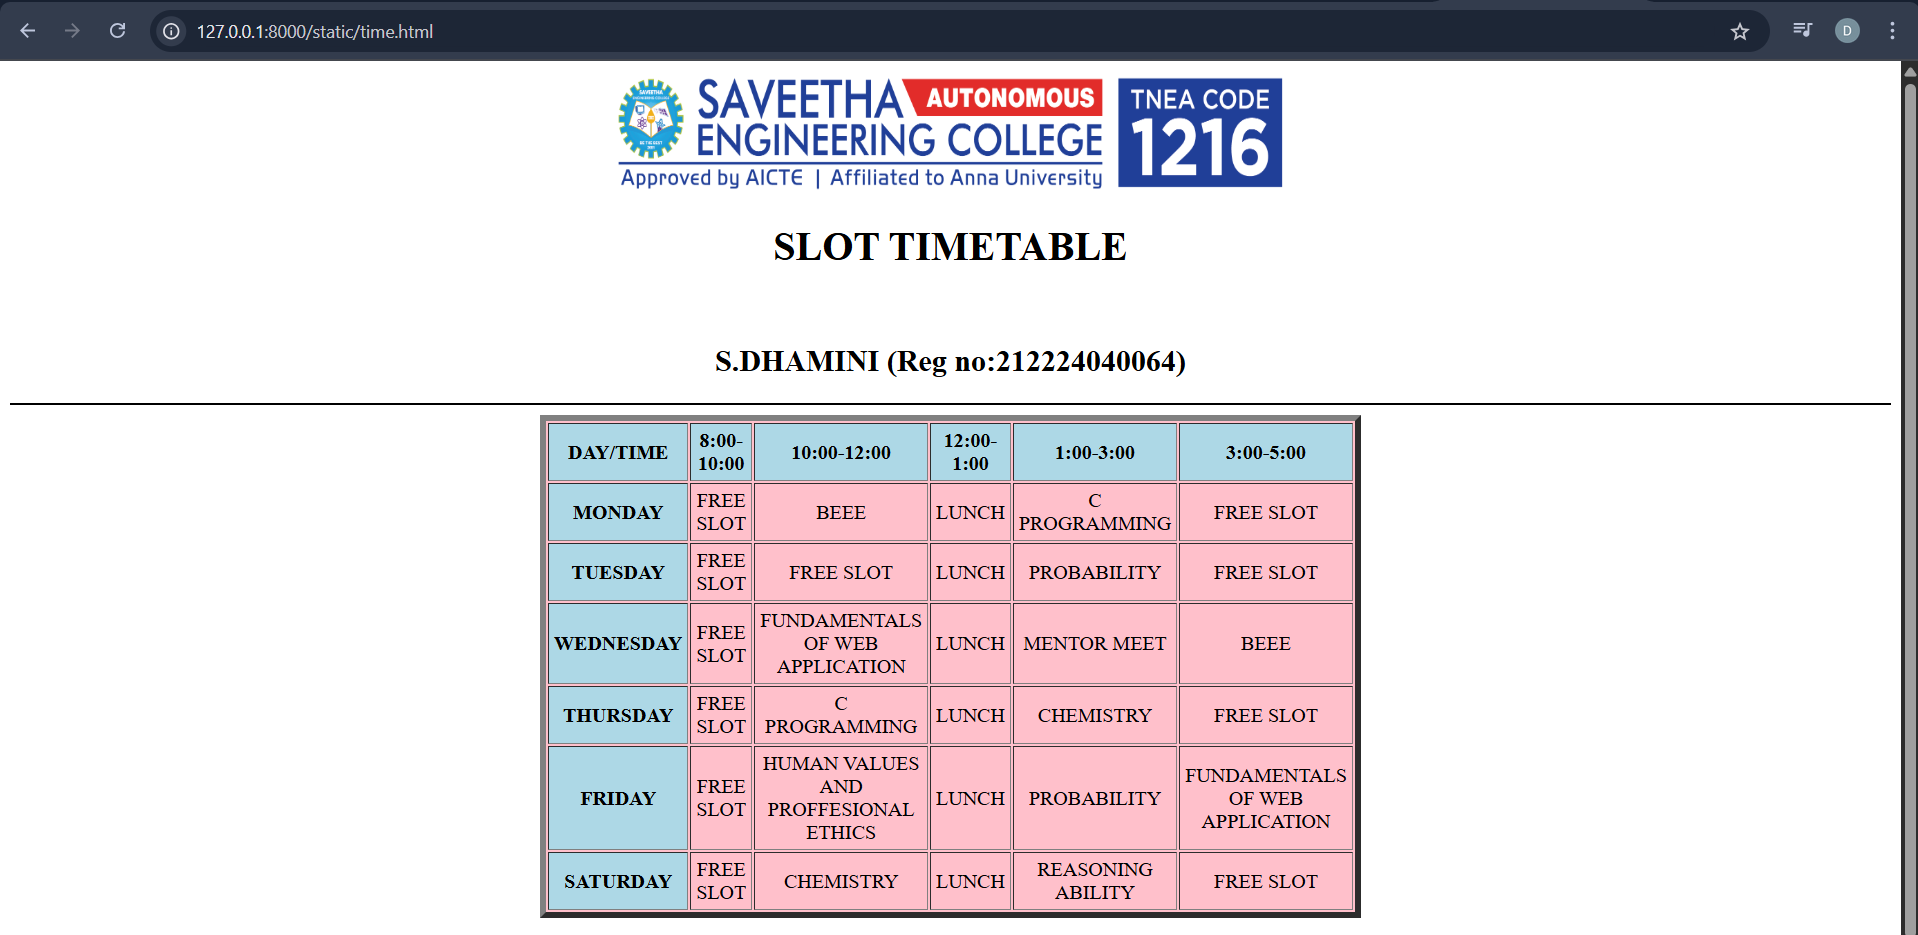 127.0.0.1:8000/static/time.html
D
SAVEETHA AUTONOMOUS
ENGINEERING COLLEGE
Approved by AICTE | Affiliated to Anna University
TNEA CODE
1216
SAVEETHA
SLOT TIMETABLE
S.DHAMINI (Reg no:212224040064)
DAY/TIME 8:00- 10:00-12:00 12:00- 1:00-3:00 3:00-5:00
10:00 1:00
MONDAY FREE BEEE LUNCH C FREE SLOT
SLOT PROGRAMMING
TUESDAY FREE FREE SLOT LUNCH PROBABILITY FREE SLOT
SLOT
WEDNESDAY FREE FUNDAMENTALS LUNCH MENTOR MEET BEEE
SLOT OF WEB
APPLICATION
THURSDAY FREE C LUNCH CHEMISTRY FREE SLOT
SLOT PROGRAMMING
FRIDAY FREE HUMAN VALUES LUNCH PROBABILITY FUNDAMENTALS
SLOT AND OF WEB
PROFFESIONAL APPLICATION
ETHICS
SATURDAY FREE CHEMISTRY LUNCH REASONING FREE SLOT
SLOT ABILITY